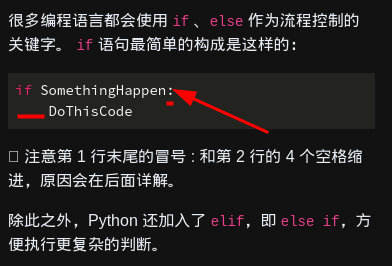 很多编程语言都会使用 if 、else 作为流程控制的
关键字。 if 语句最简单的构成是这样的：
if SomethingHappen:
    DoThisCode
注意第 1 行末尾的冒号 : 和第 2 行的 4 个空格缩
进，原因会在后面详解。
除此之外，Python 还加入了 elif，即 else if，方
便执行更复杂的判断。